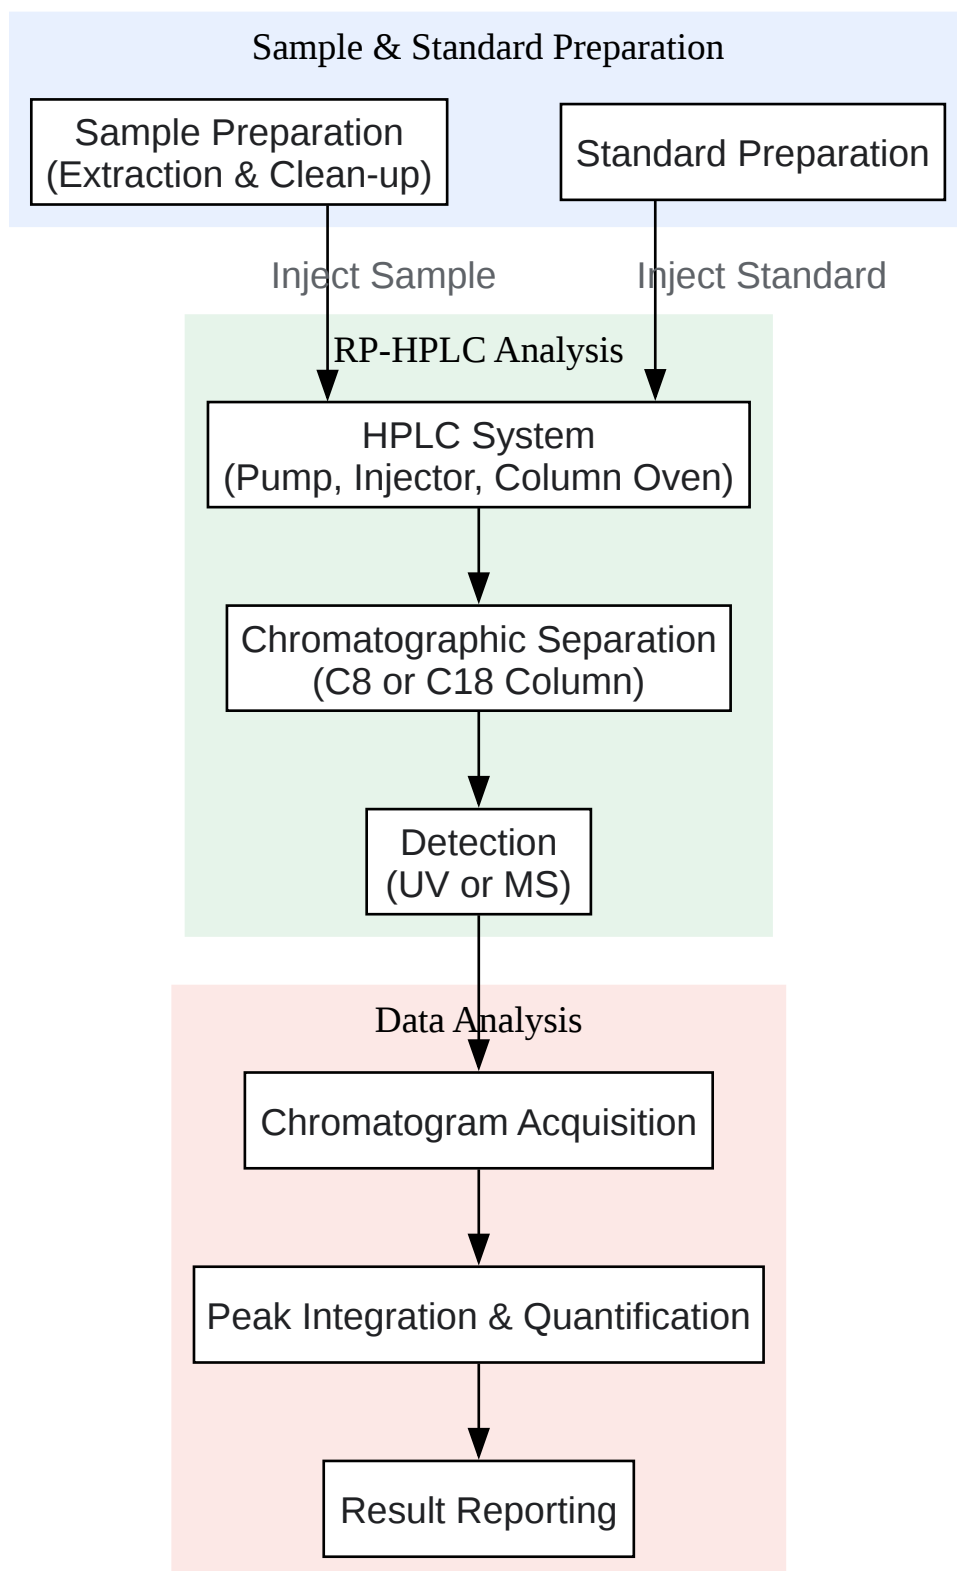 Sample & Standard Preparation
Sample Preparation
(Extraction & Clean-up)
Standard Preparation
Inject Sample
Inject Standard
RP-HPLC Analysis
HPLC System
(Pump, Injector, Column Oven)
Chromatographic Separation
(C8 or C18 Column)
Detection
(UV or MS)
Data Analysis
Chromatogram Acquisition
Peak Integration & Quantification
Result Reporting